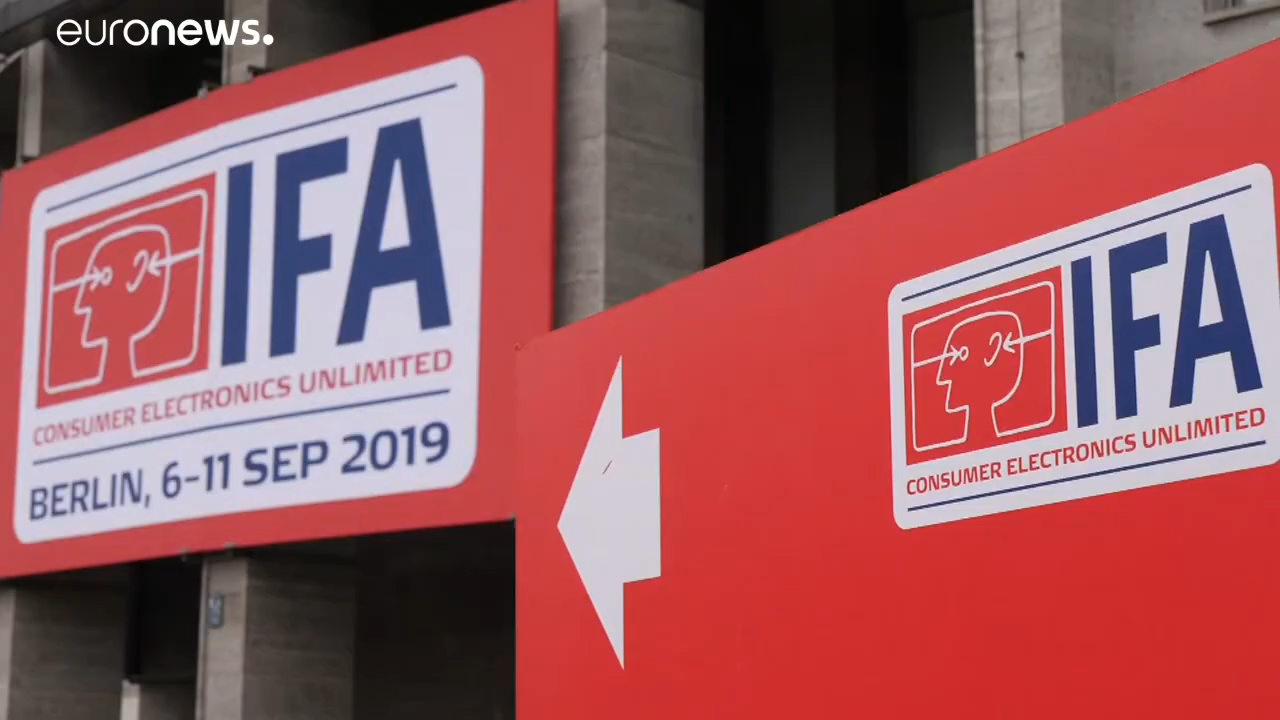 euronews.
IFA
CONSUMER ELECTRONICS UNLIMITED
BERLIN, 6-11 SEP 2019
IFA
CONSUMER ELECTRONICS UNLIMITED